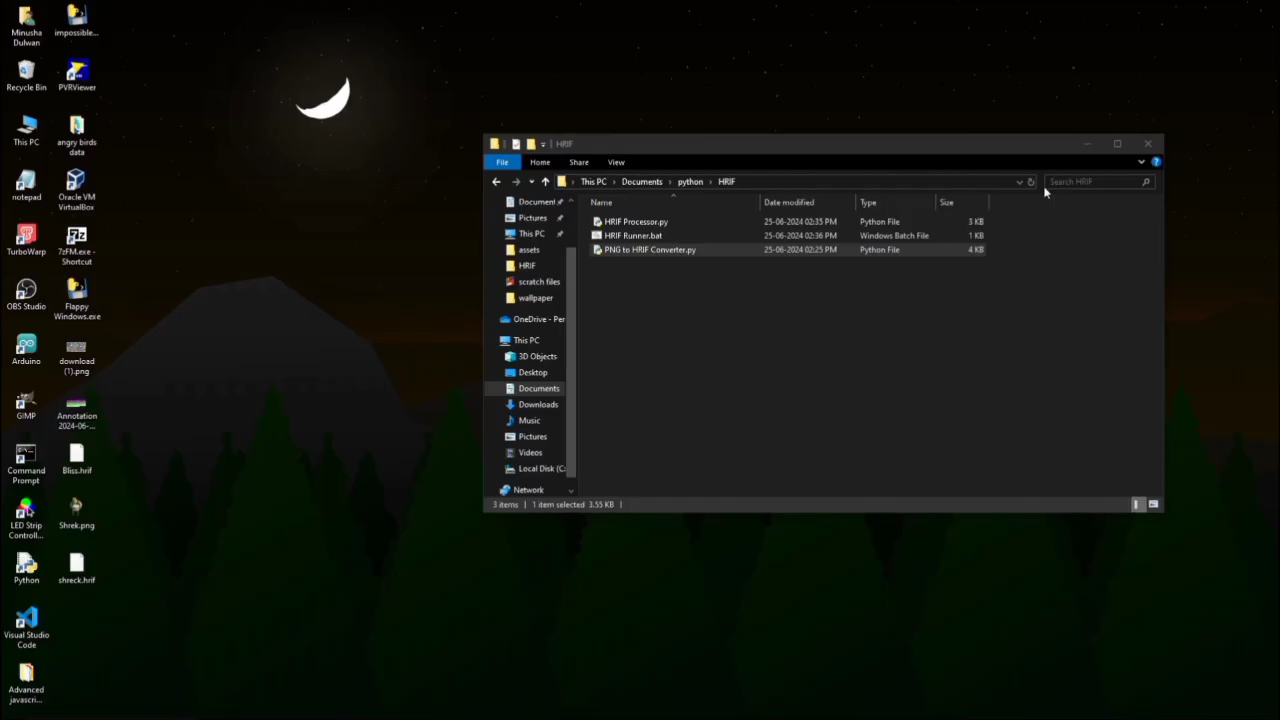 Minusha
Dulwan
impossible...
Recycle Bin
PVRViewer
This PC
angry birds
data
notepad
Oracle VM
VirtualBox
TurboWarp
7zFM.exe -
Shortcut
OBS Studio
Flappy
Windows.exe
Arduino
download
(1).png
GIMP
Annotation
2024-06-...
Command
Prompt
Bliss.hrif
LED Strip
Controll...
Shrek.png
Python
shreck.hrif
Visual Studio
Code
Advanced
javascri...
HRIF
File Home Share View
This PC > Documents > python > HRIF
Search HRIF
Name Date modified Type Size
HRIF Processor.py 25-06-2024 02:35 PM Python File 3 KB
HRIF Runner.bat 25-06-2024 02:36 PM Windows Batch File 1 KB
PNG to HRIF Converter.py 25-06-2024 02:25 PM Python File 4 KB
Document
Pictures
This PC
assets
HRIF
scratch files
wallpaper
OneDrive - Per
This PC
3D Objects
Desktop
Documents
Downloads
Music
Pictures
Videos
Local Disk (C:
Network
3 items | 1 item selected 3.55 KB |